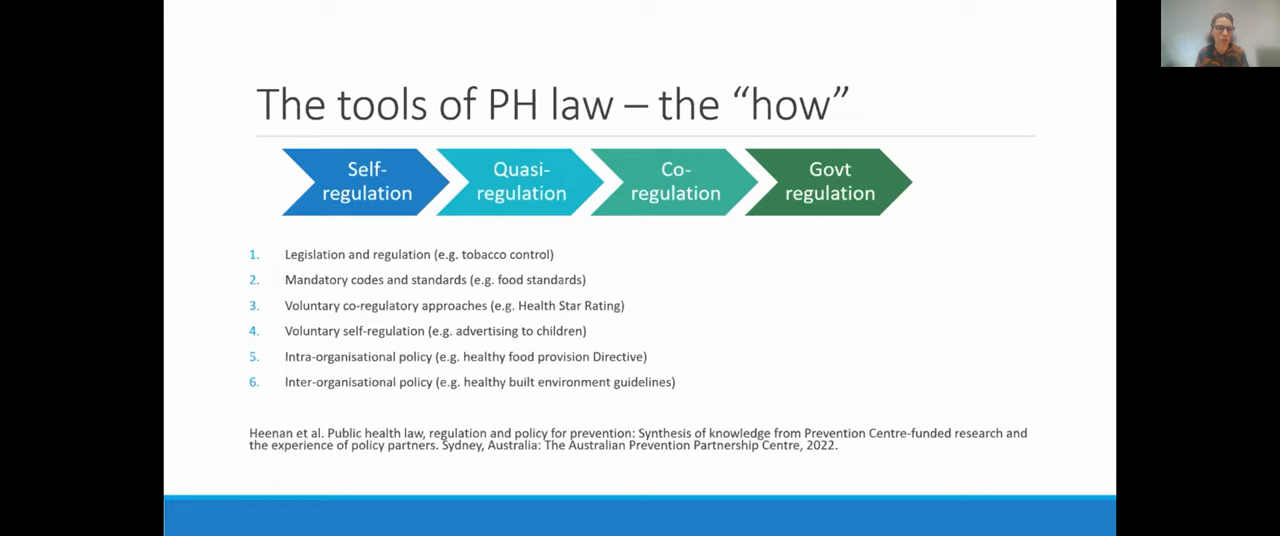 The tools of PH law – the “how”
Self-
regulation
Quasi-
regulation
Co-
regulation
Govt
regulation
1. Legislation and regulation (e.g. tobacco control)
2. Mandatory codes and standards (e.g. food standards)
3. Voluntary co-regulatory approaches (e.g. Health Star Rating)
4. Voluntary self-regulation (e.g. advertising to children)
5. Intra-organisational policy (e.g. healthy food provision Directive)
6. Inter-organisational policy (e.g. healthy built environment guidelines)
Heenan et al. Public health law, regulation and policy for prevention: Synthesis of knowledge from Prevention Centre-funded research and
the experience of policy partners. Sydney, Australia: The Australian Prevention Partnership Centre, 2022.